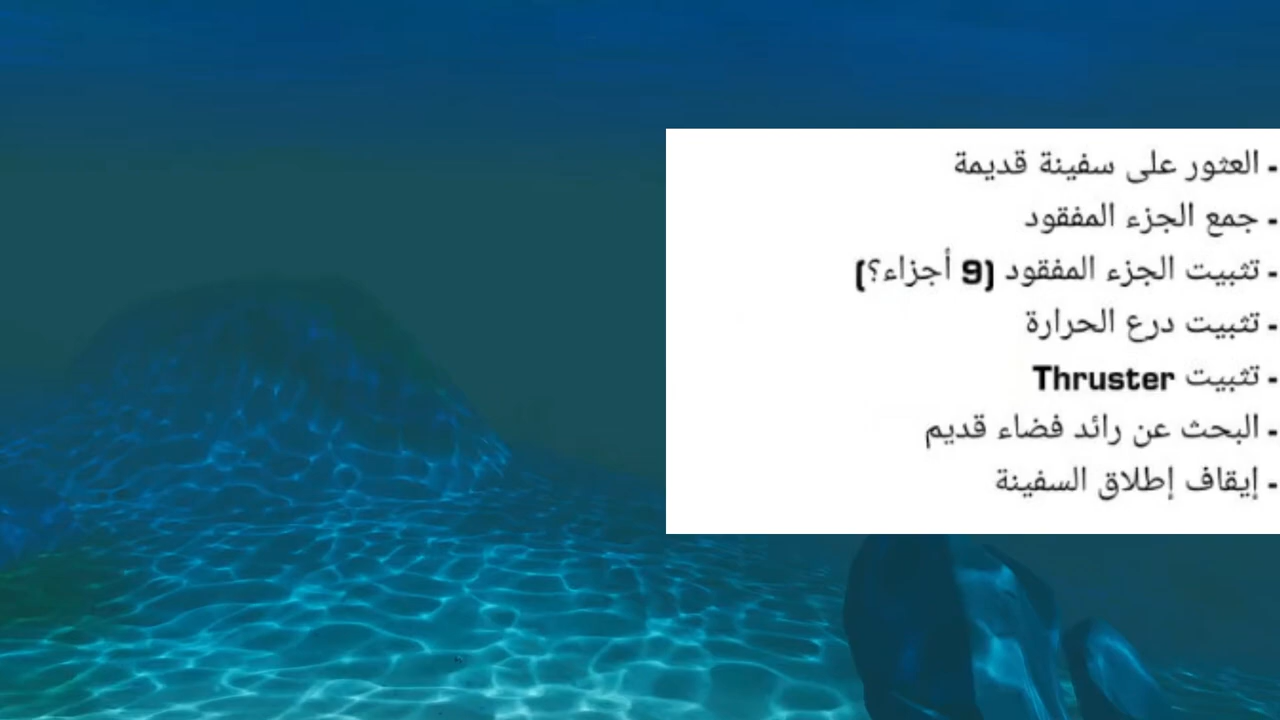 - العثور على سفينة قديمة
- جمع الجزء المفقود
- تثبيت الجزء المفقود (9 أجزاء؟)
- تثبيت درع الحرارة
- تثبيت Thruster
- البحث عن رائد فضاء قديم
- إيقاف إطلاق السفينة